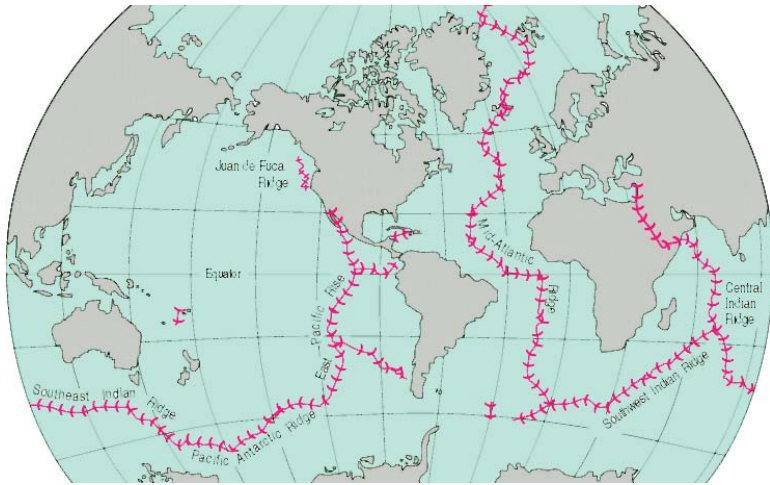 Juan de Fuca
Ridge
Mid-Atlantic
Ridge
Equator
Central
Indian
Ridge
East Pacific Rise
Southeast Indian Ridge
Pacific Antarctic Ridge
Southwest Indian Ridge